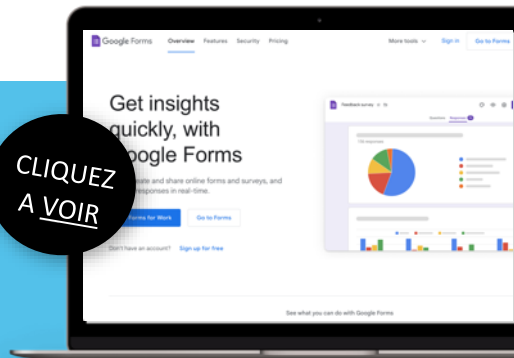 Google Forms Overview Features Security Pricing More tools Sign in Go to Forms
Get insights
quickly, with
oogle Forms
eate and share online forms and surveys, and
responses in real-time.
Forms for Work Go to Forms
Don't have an account? Sign up for free
See what you can do with Google Forms
CLIQUEZ
A VOIR
Feedback survey
Questions Responses